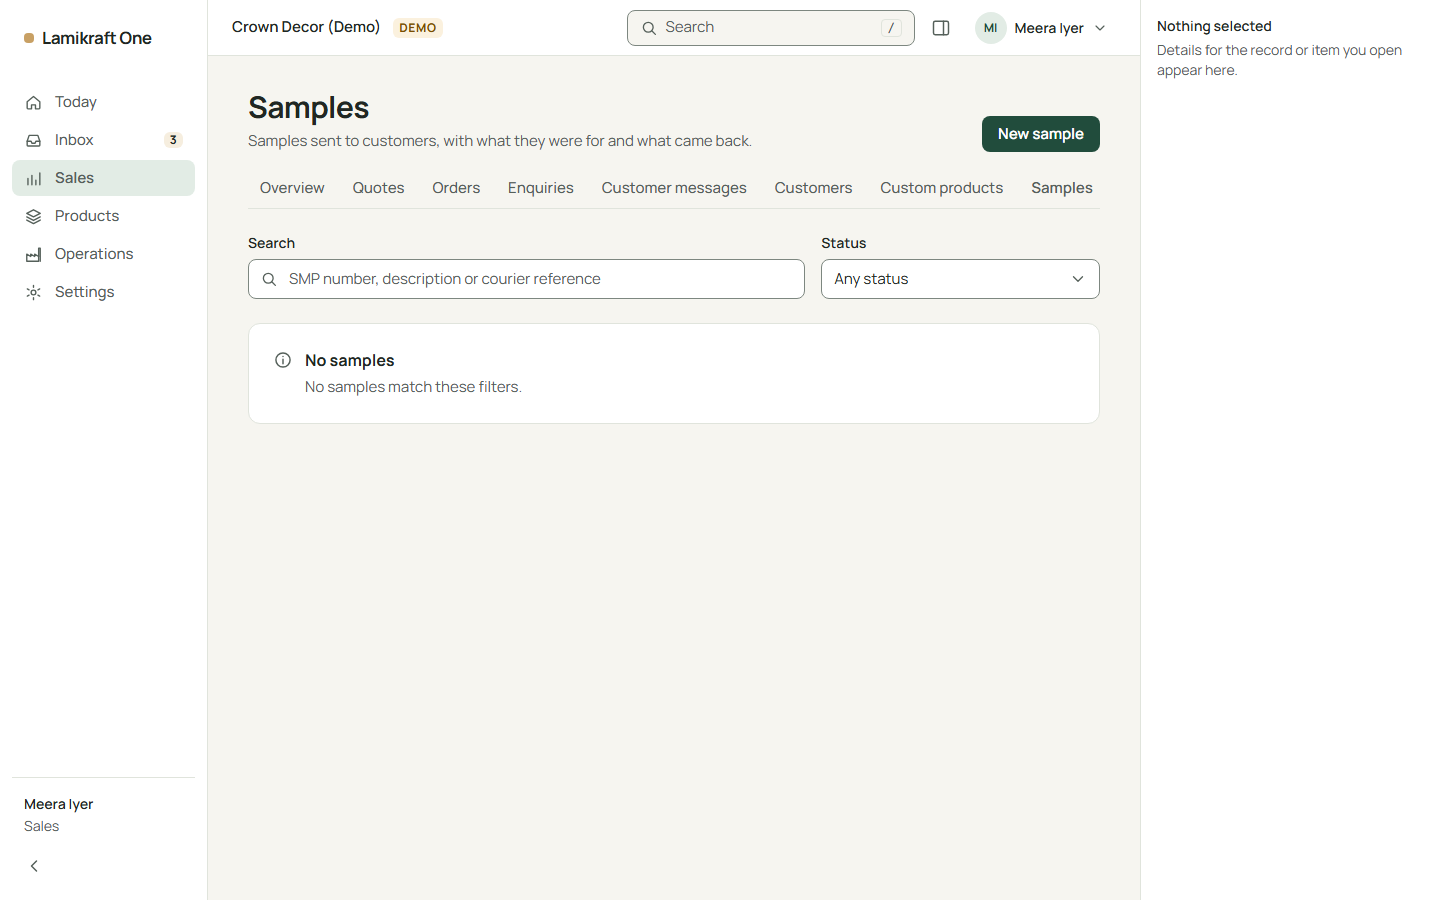 Lamikraft One
Today
Inbox 3
Sales
Products
Operations
Settings
Meera Iyer
Sales
Crown Decor (Demo) DEMO
Search /
MI Meera Iyer
Samples
Samples sent to customers, with what they were for and what came back.
New sample
Overview Quotes Orders Enquiries Customer messages Customers Custom products Samples
Search
SMP number, description or courier reference
Status
Any status
No samples
No samples match these filters.
Nothing selected
Details for the record or item you open
appear here.